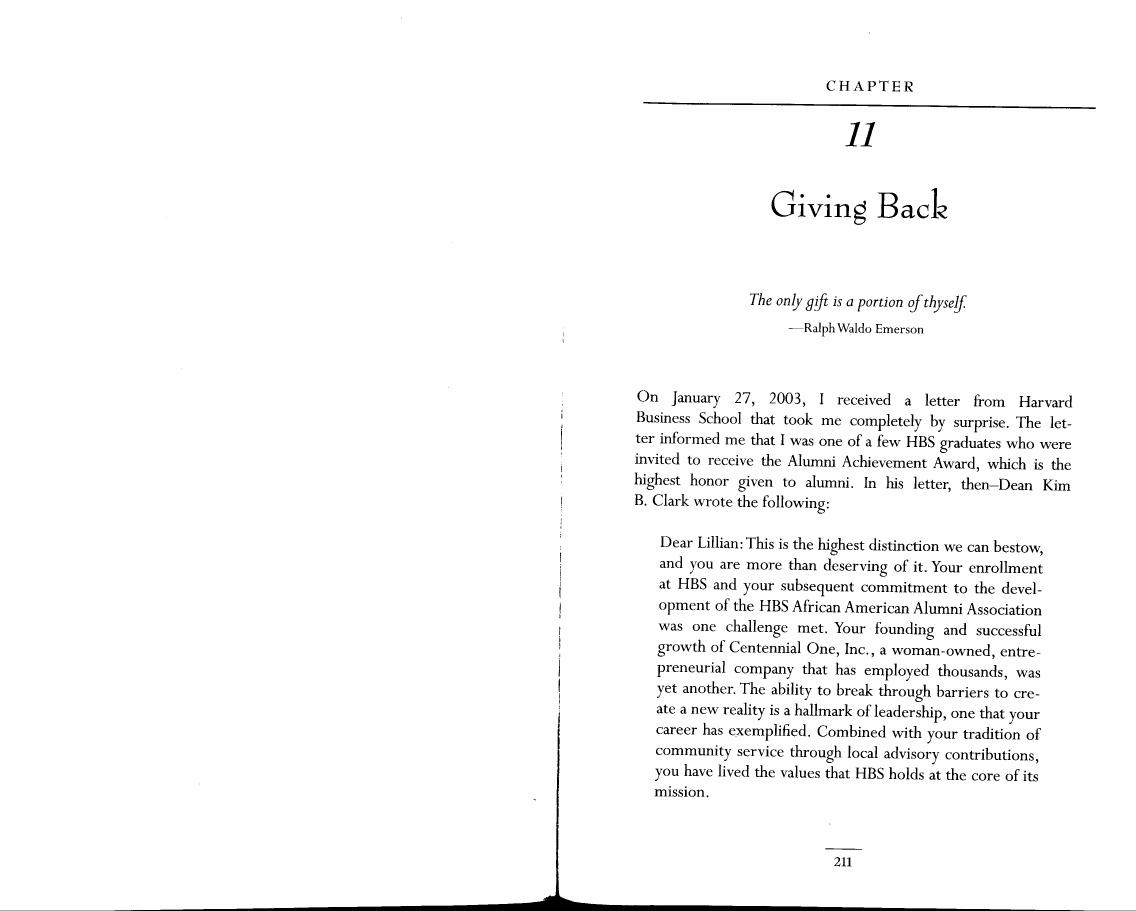 CHAPTER
11
Giving Back
The only gift is a portion of thyself.
—Ralph Waldo Emerson
On January 27, 2003, I received a letter from Harvard
Business School that took me completely by surprise. The let-
ter informed me that I was one of a few HBS graduates who were
invited to receive the Alumni Achievement Award, which is the
highest honor given to alumni. In his letter, then–Dean Kim
B. Clark wrote the following:
Dear Lillian: This is the highest distinction we can bestow,
and you are more than deserving of it. Your enrollment
at HBS and your subsequent commitment to the devel-
opment of the HBS African American Alumni Association
was one challenge met. Your founding and successful
growth of Centennial One, Inc., a woman-owned, entre-
preneurial company that has employed thousands, was
yet another. The ability to break through barriers to cre-
ate a new reality is a hallmark of leadership, one that your
career has exemplified. Combined with your tradition of
community service through local advisory contributions,
you have lived the values that HBS holds at the core of its
mission.
211